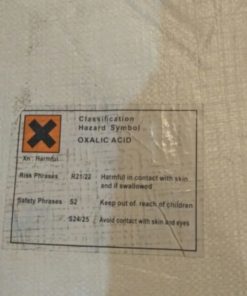 Classification
Hazard Symbol
OXALIC ACID
Xn Harmful
Risk Phrases R21/22 Harmful in contact with skin
and if swallowed
Safety Phrases S2 Keep out of reach of children
S24/25 Avoid contact with skin and eyes